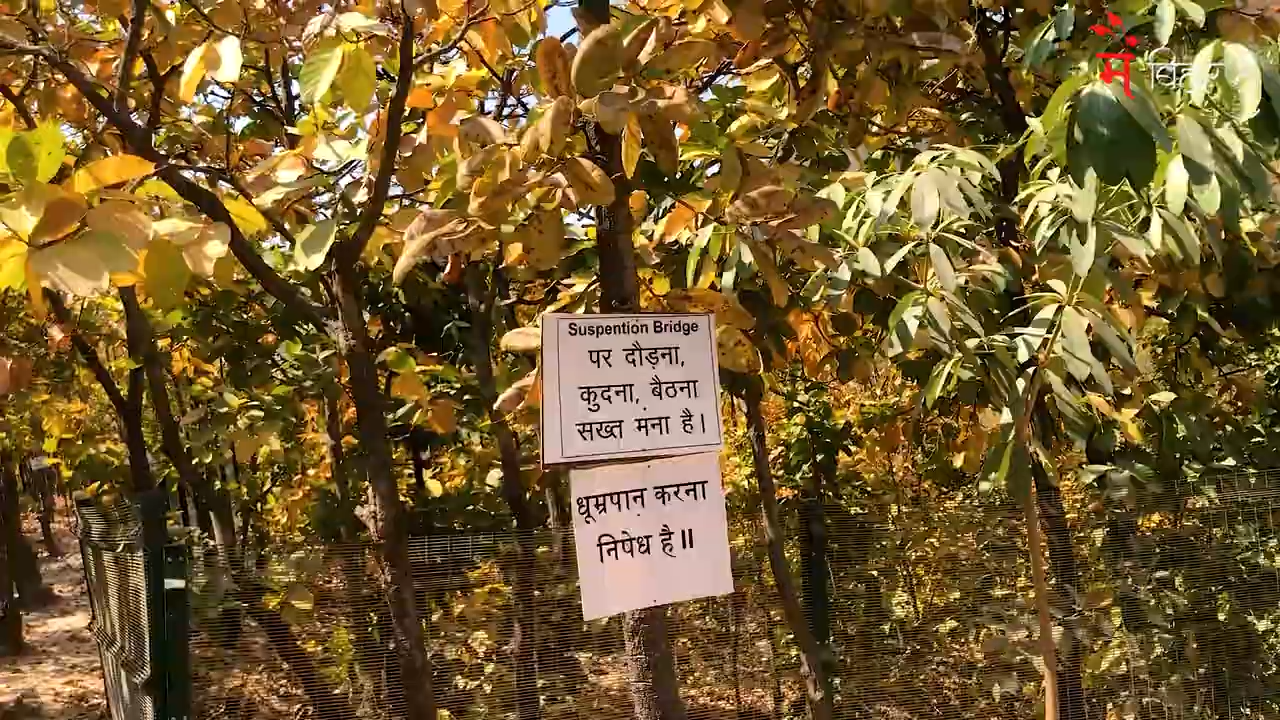 मैं बिहार
Suspention Bridge
पर दौड़ना,
कुदना, बैठना
सख्त मना है।
धूम्रपान करना
निषेध है॥